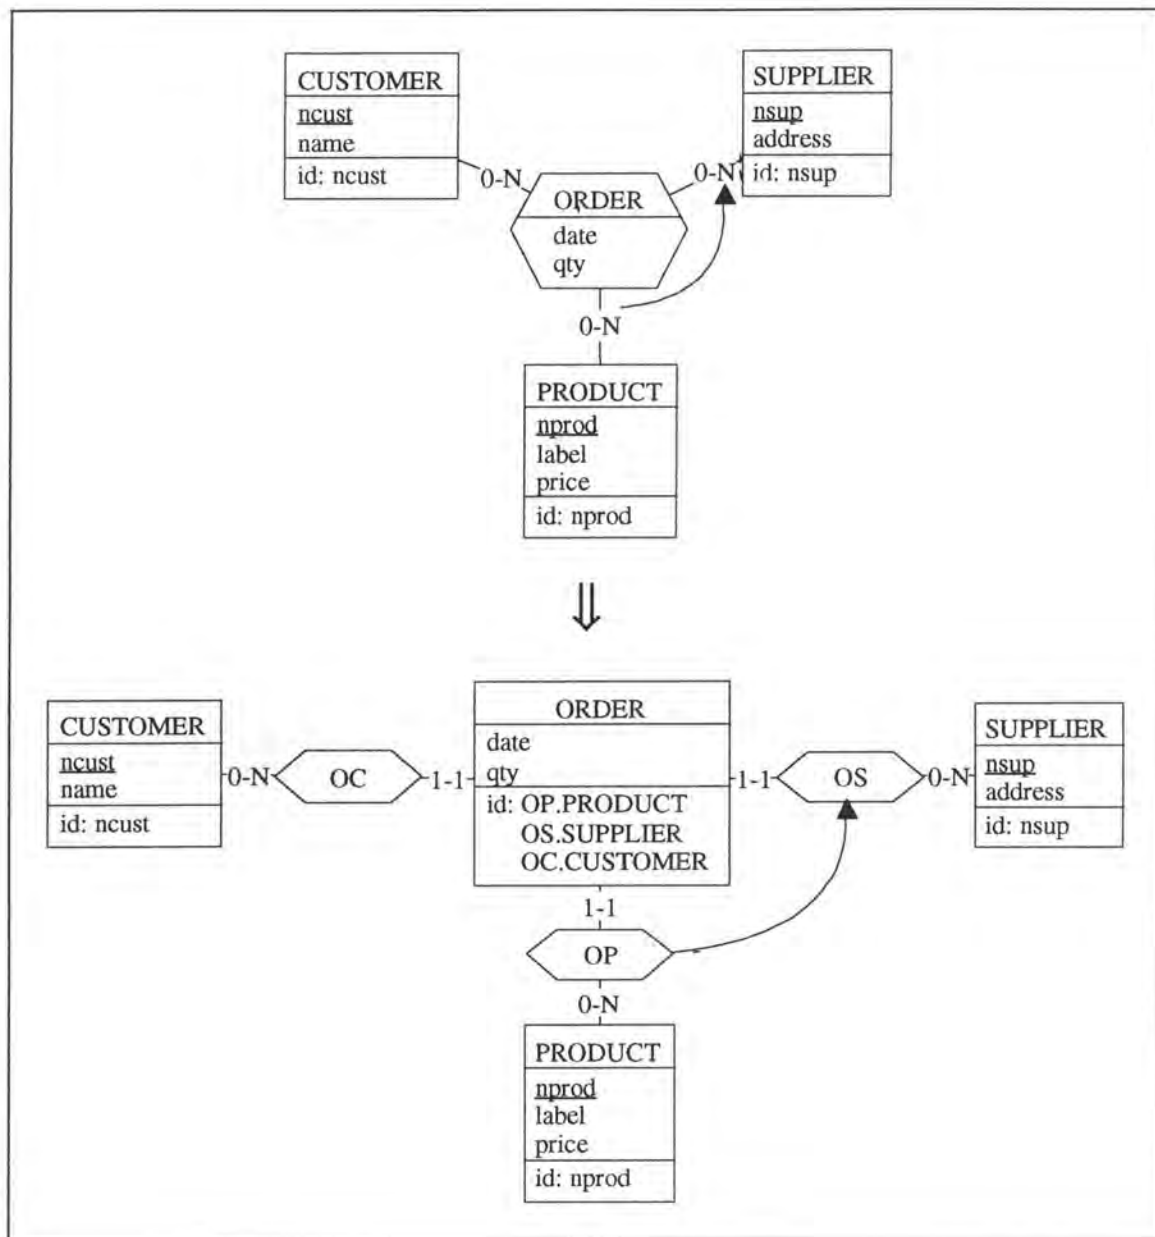 CUSTOMER
ncust
name
id: ncust
SUPPLIER
nsup
address
id: nsup
0-N
0-N
ORDER
date
qty
0-N
PRODUCT
nprod
label
price
id: nprod
⇓
CUSTOMER
ncust
name
id: ncust
0-N
OC
1-1
ORDER
date
qty
id: OP.PRODUCT
OS.SUPPLIER
OC.CUSTOMER
1-1
OS
0-N
SUPPLIER
nsup
address
id: nsup
1-1
OP
0-N
PRODUCT
nprod
label
price
id: nprod